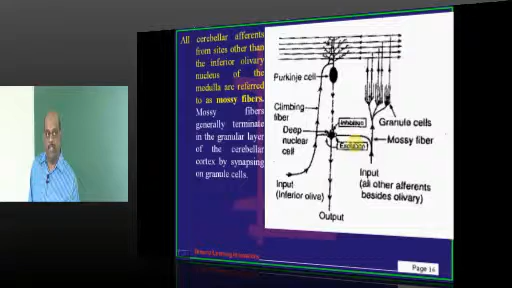 All cerebellar afferents
from sites other than
the inferior olivary
nucleus of the
medulla are referred
to as mossy fibers.
Mossy fibers
generally terminate
in the granular layer
of the cerebellar
cortex by synapsing
on granule cells.
Purkinje cell
Climbing
fiber
Deep
nuclear
cell
Inhibition
Excitation
Granule cells
Mossy fiber
Input
(Inferior olive)
Input
(all other afferents
besides olivary)
Output
Page 14